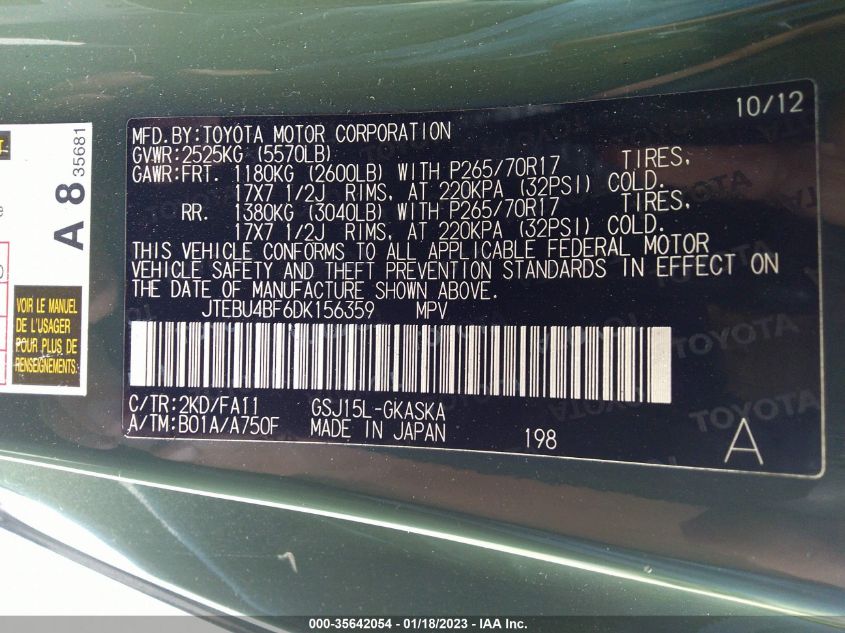 10/12
MFD.BY:TOYOTA MOTOR CORPORATION
GVWR:2525KG (5570LB)
GAWR:FRT. 1180KG (2600LB) WITH P265/70R17 TIRES,
17X7 1/2J RIMS, AT 220KPA (32PSI) COLD.
RR. 1380KG (3040LB) WITH P265/70R17 TIRES,
17X7 1/2J RIMS, AT 220KPA (32PSI) COLD.
THIS VEHICLE CONFORMS TO ALL APPLICABLE FEDERAL MOTOR
VEHICLE SAFETY AND THEFT PREVENTION STANDARDS IN EFFECT ON
THE DATE OF MANUFACTURE SHOWN ABOVE.
JTEBU4BF6DK156359 MPV
C/TR:2KD/FA11 GSJ15L-GKASKA
A/TM:B01A/A750F MADE IN JAPAN 198 A
A 8 35681
VOIR LE MANUEL
DE L'USAGER
POUR PLUS DE
RENSEIGNEMENTS.
TOYOTA
TOYOTA
TOYOTA
000-35642054 / 01/18/2023 - IAA Inc.